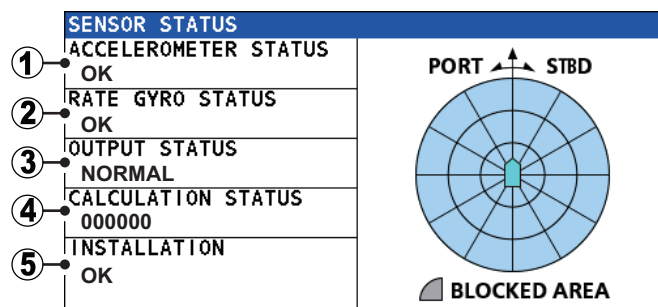 SENSOR STATUS
1 ACCELEROMETER STATUS
OK
2 RATE GYRO STATUS
OK
3 OUTPUT STATUS
NORMAL
4 CALCULATION STATUS
000000
5 INSTALLATION
OK
PORT STBD
BLOCKED AREA